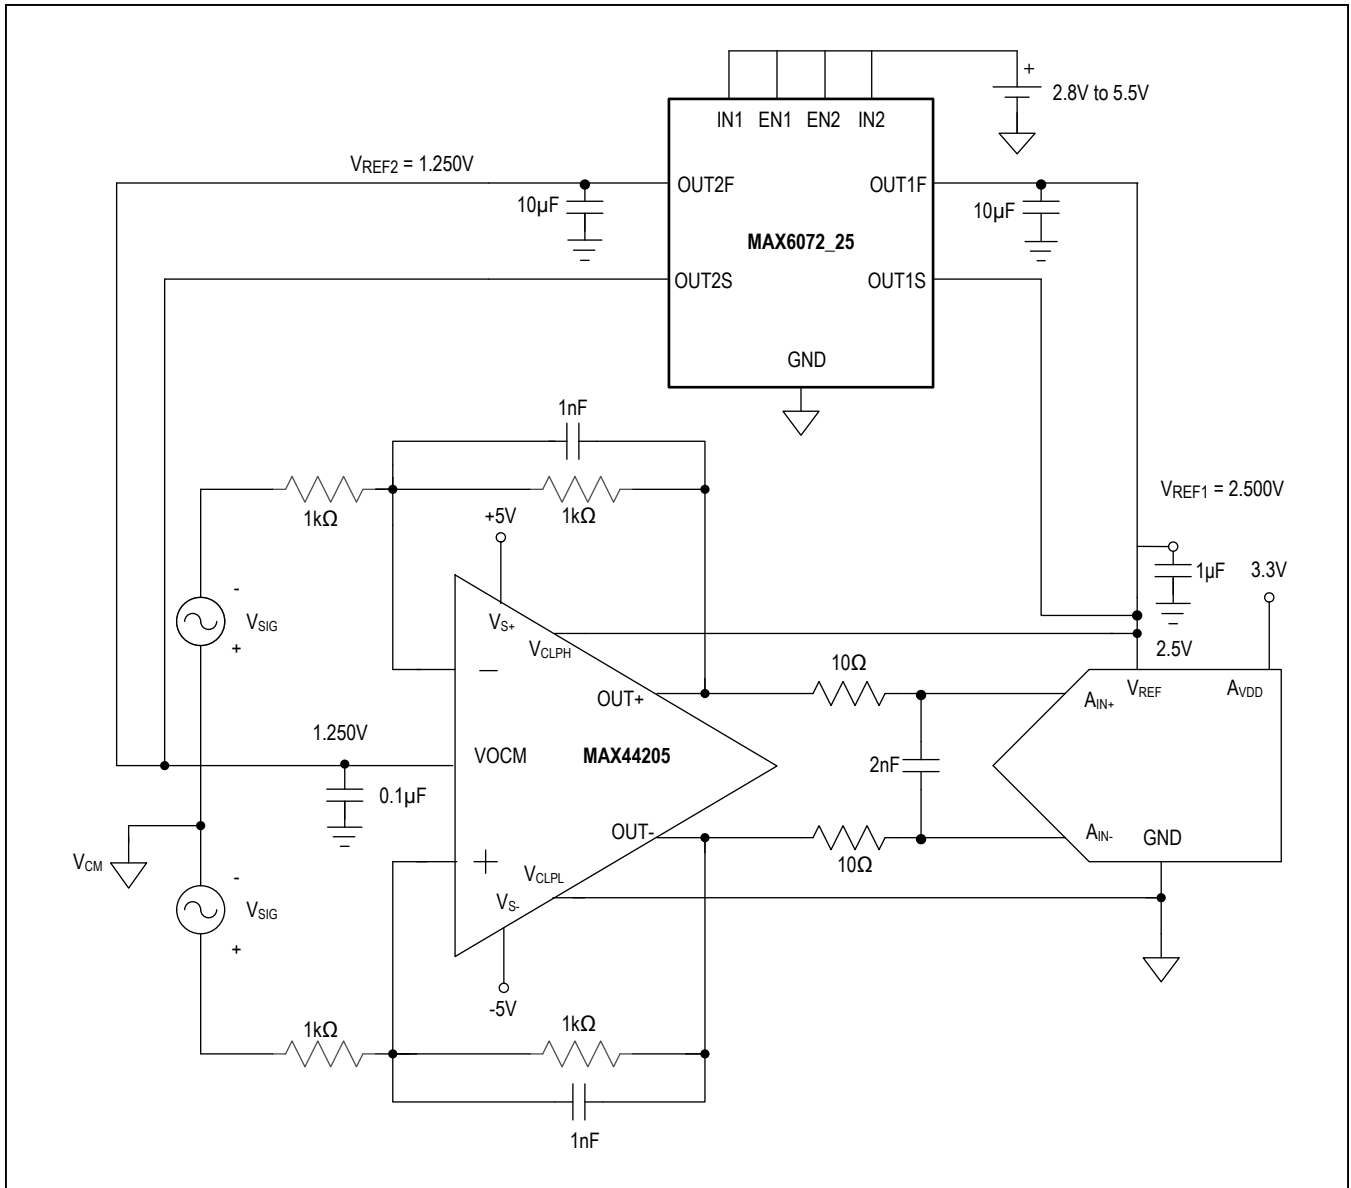 IN1 EN1 EN2 IN2
+
2.8V to 5.5V
VREF2 = 1.250V
OUT2F
OUT1F
10µF
10µF
MAX6072_25
OUT2S
OUT1S
GND
1nF
1kΩ
1kΩ
VREF1 = 2.500V
+5V
1µF
3.3V
-
VSIG
+
VS+
VCLPH
2.5V
VREF
AVDD
10Ω
OUT+
AIN+
1.250V
VOCM
MAX44205
2nF
0.1µF
OUT-
AIN-
GND
10Ω
VCM
-
VSIG
+
VCLPL
VS-
-5V
1kΩ
1kΩ
1nF